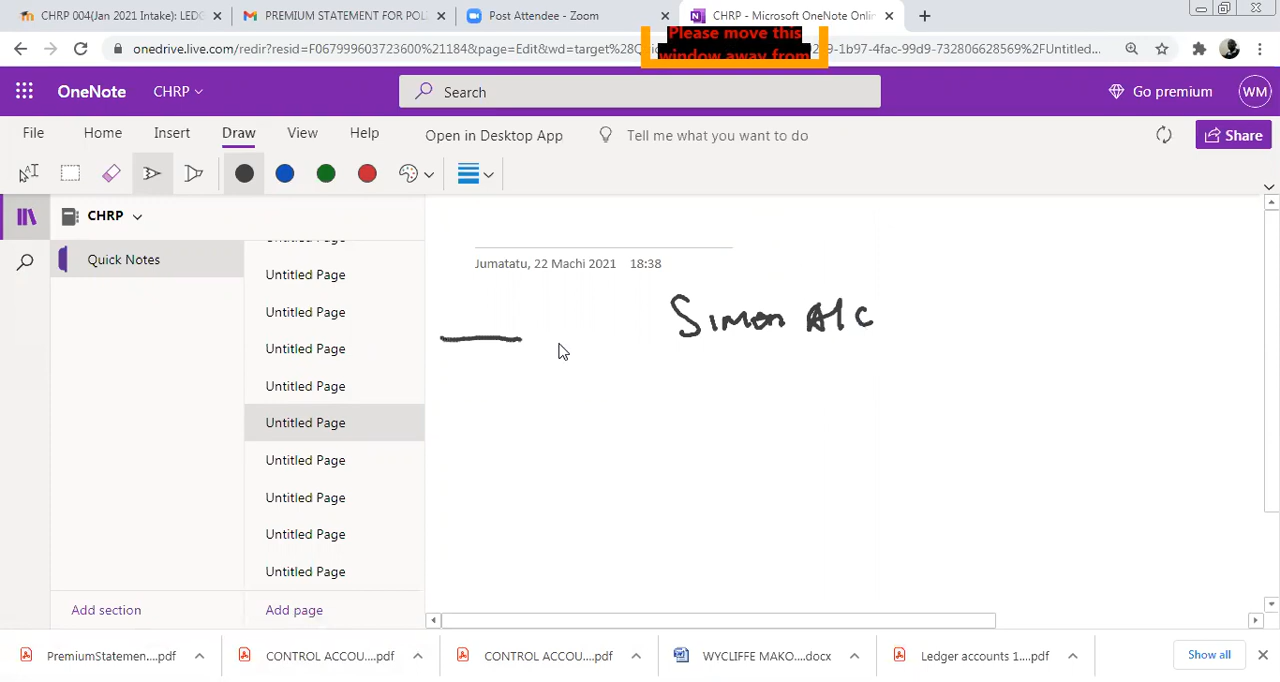 CHRP 004(Jan 2021 Intake): LEDG
PREMIUM STATEMENT FOR POL
Post Attendee - Zoom
CHRP - Microsoft OneNote Onlin
Please move this
window away from
onedrive.live.com/redir?resid=F067999603723600%21184&page=Edit&wd=target%28Q
9-1b97-4fac-99d9-732806628569%2FUntitled...
OneNote
CHRP
Search
Go premium
WM
File
Home
Insert
Draw
View
Help
Open in Desktop App
Tell me what you want to do
Share
CHRP
Quick Notes
Untitled Page
Untitled Page
Untitled Page
Untitled Page
Untitled Page
Untitled Page
Untitled Page
Untitled Page
Untitled Page
Untitled Page
Add section
Add page
Jumatatu, 22 Machi 2021 18:38
Simon A/C
PremiumStatemen....pdf
CONTROL ACCOU....pdf
CONTROL ACCOU....pdf
WYCLIFFE MAKO....docx
Ledger accounts 1....pdf
Show all